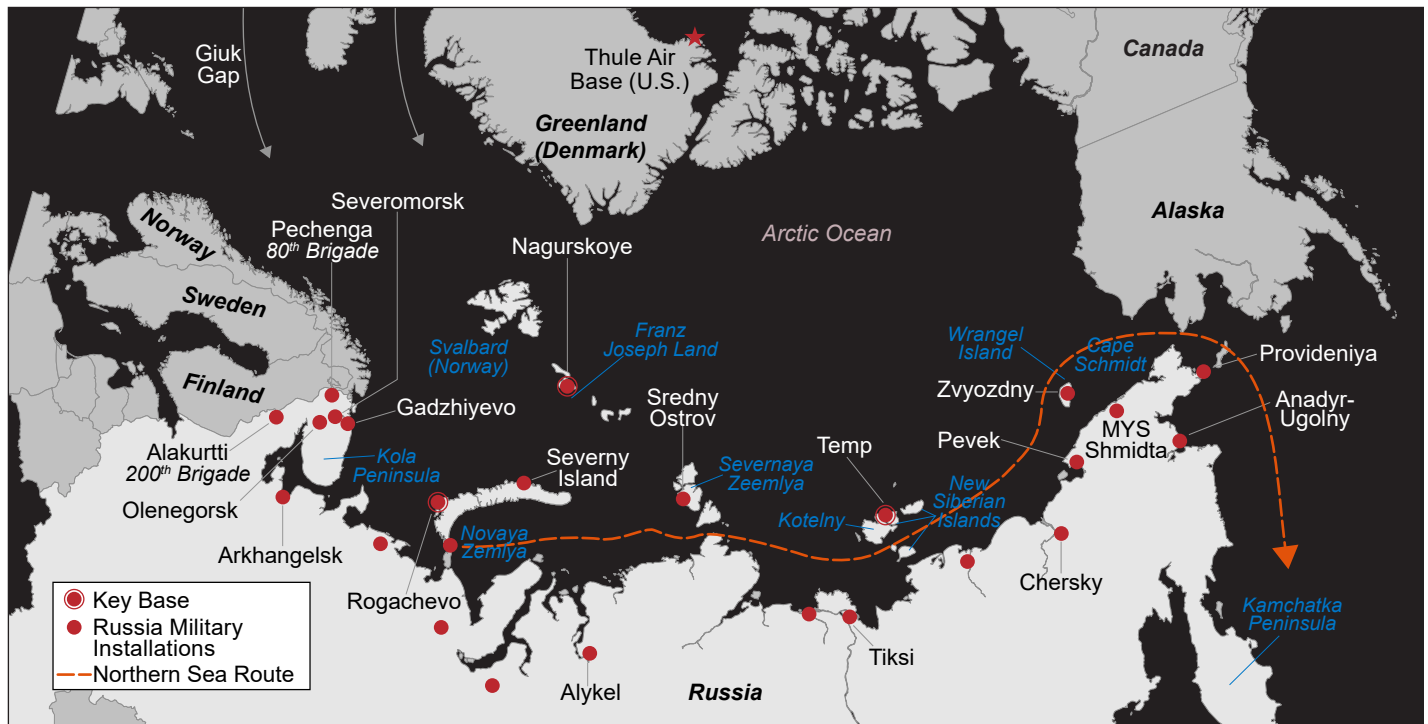 Giuk
Gap
Thule Air
Base (U.S.)
Canada
Greenland
(Denmark)
Severomorsk
Norway
Pechenga
80th Brigade
Alaska
Arctic Ocean
Nagurskoye
Sweden
Svalbard
(Norway)
Franz
Joseph Land
Wrangel
Island
Cape
Schmidt
Provideniya
Finland
Gadzhiyevo
Sredny
Ostrov
Zvyozdny
Anadyr-
Ugolny
Alakurtti
200th Brigade
Kola
Peninsula
Severny
Island
Severnaya
Zeemlya
Temp
Pevek
MYS
Shmidta
New
Siberian
Islands
Olenegorsk
Kotelny
Arkhangelsk
Novaya
Zemlya
Rogachevo
Chersky
Kamchatka
Peninsula
Tiksi
Alykel
Russia
Key Base
Russia Military
Installations
Northern Sea Route